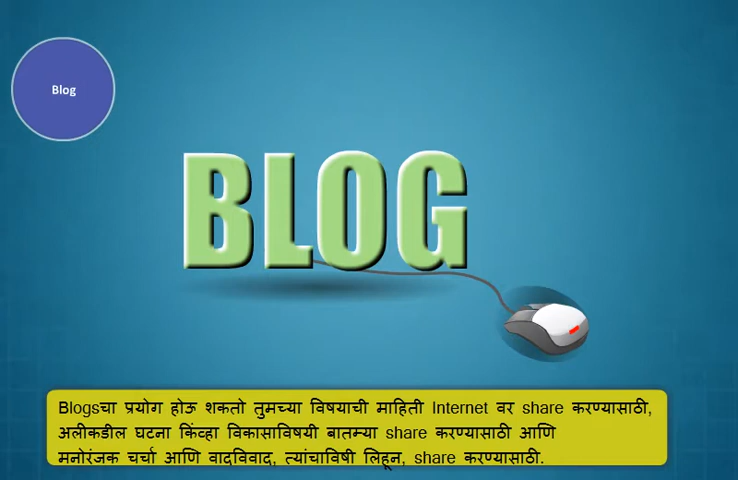 Blog
BLOG
Blogsचा प्रयोग होऊ शकतो तुमच्या विषयाची माहिती Internet वर share करण्यासाठी,
अलीकडील घटना किंव्हा विकासाविषयी बातम्या share करण्यासाठी आणि
मनोरंजक चर्चा आणि वादविवाद, त्यांचाविषी लिहून, share करण्यासाठी.